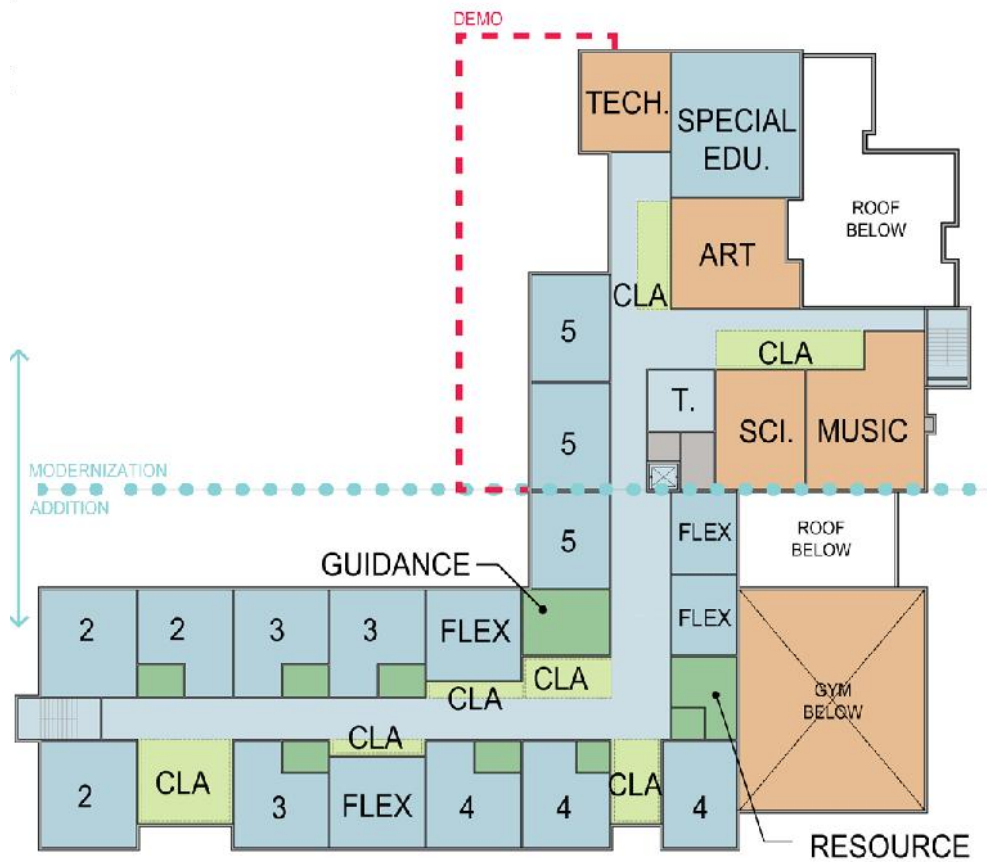 DEMO
TECH.
SPECIAL
EDU.
ROOF
BELOW
ART
CLA
5
CLA
T.
SCI.
MUSIC
5
MODERNIZATION
ADDITION
5
FLEX
ROOF
BELOW
GUIDANCE
FLEX
2
2
3
3
FLEX
CLA
CLA
GYM
BELOW
CLA
2
CLA
3
FLEX
4
4
CLA
4
RESOURCE